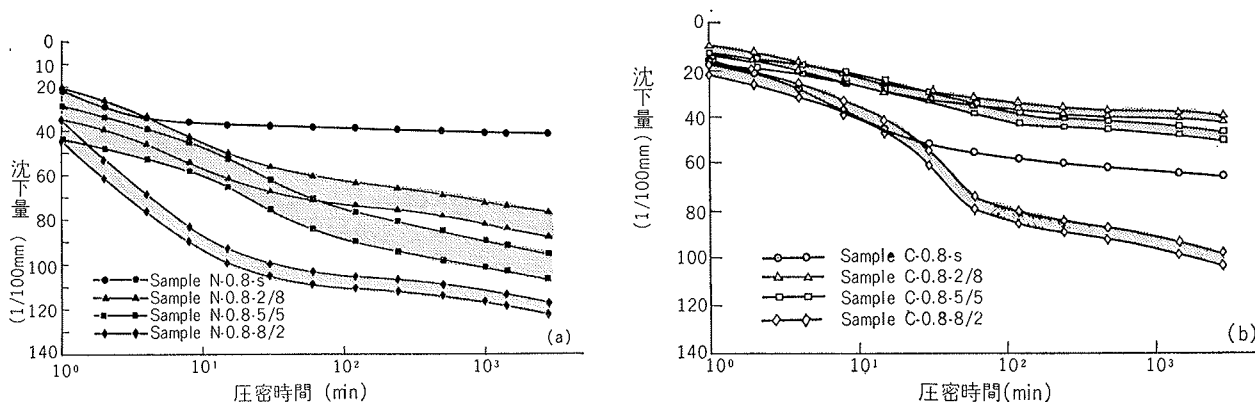 0
10
20
40
60
80
100
120
140
沈下量
(1/100mm)
Sample N-0.8-s
Sample N-0.8-2/8
Sample N-0.8-5/5
Sample N-0.8-8/2
(a)
10⁰ 10¹ 10² 10³
圧密時間 (min)
0
20
40
60
80
100
120
140
沈下量
(1/100mm)
Sample C-0.8-s
Sample C-0.8-2/8
Sample C-0.8-5/5
Sample C-0.8-8/2
(b)
10⁰ 10¹ 10² 10³
圧密時間(min)